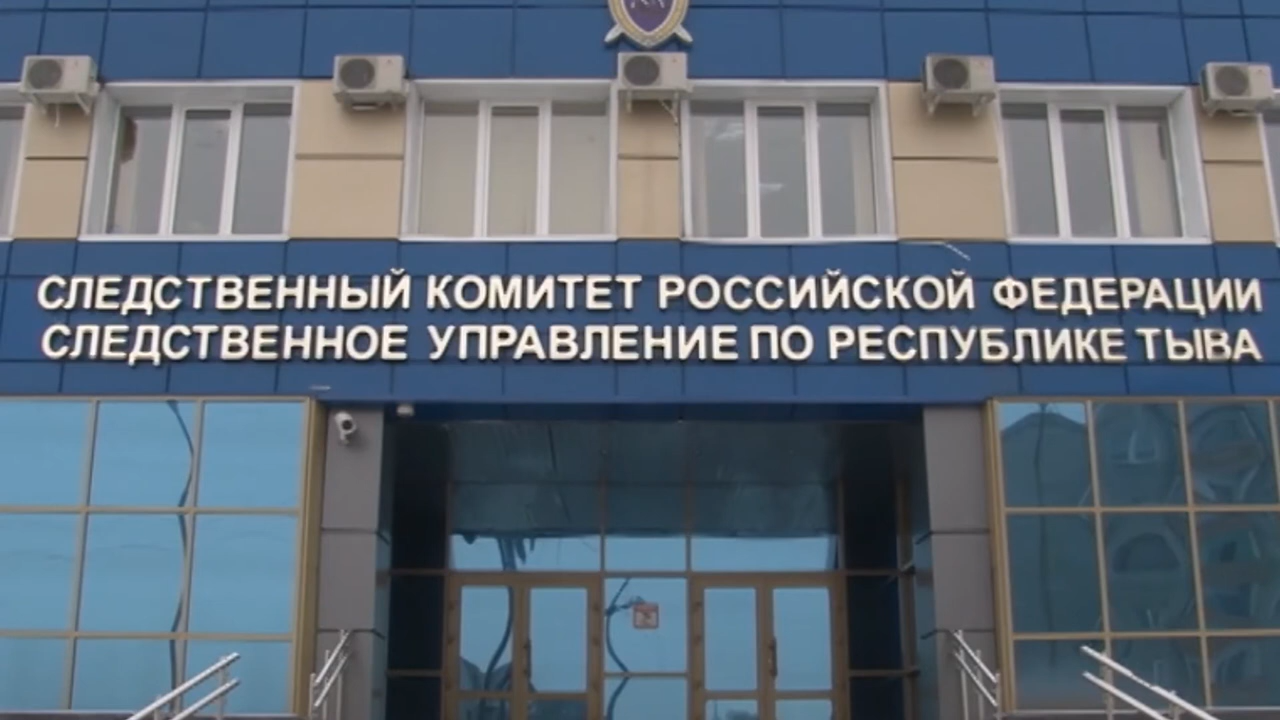 СЛЕДСТВЕННЫЙ КОМИТЕТ РОССИЙСКОЙ ФЕДЕРАЦИИ
СЛЕДСТВЕННОЕ УПРАВЛЕНИЕ ПО РЕСПУБЛИКЕ ТЫВА